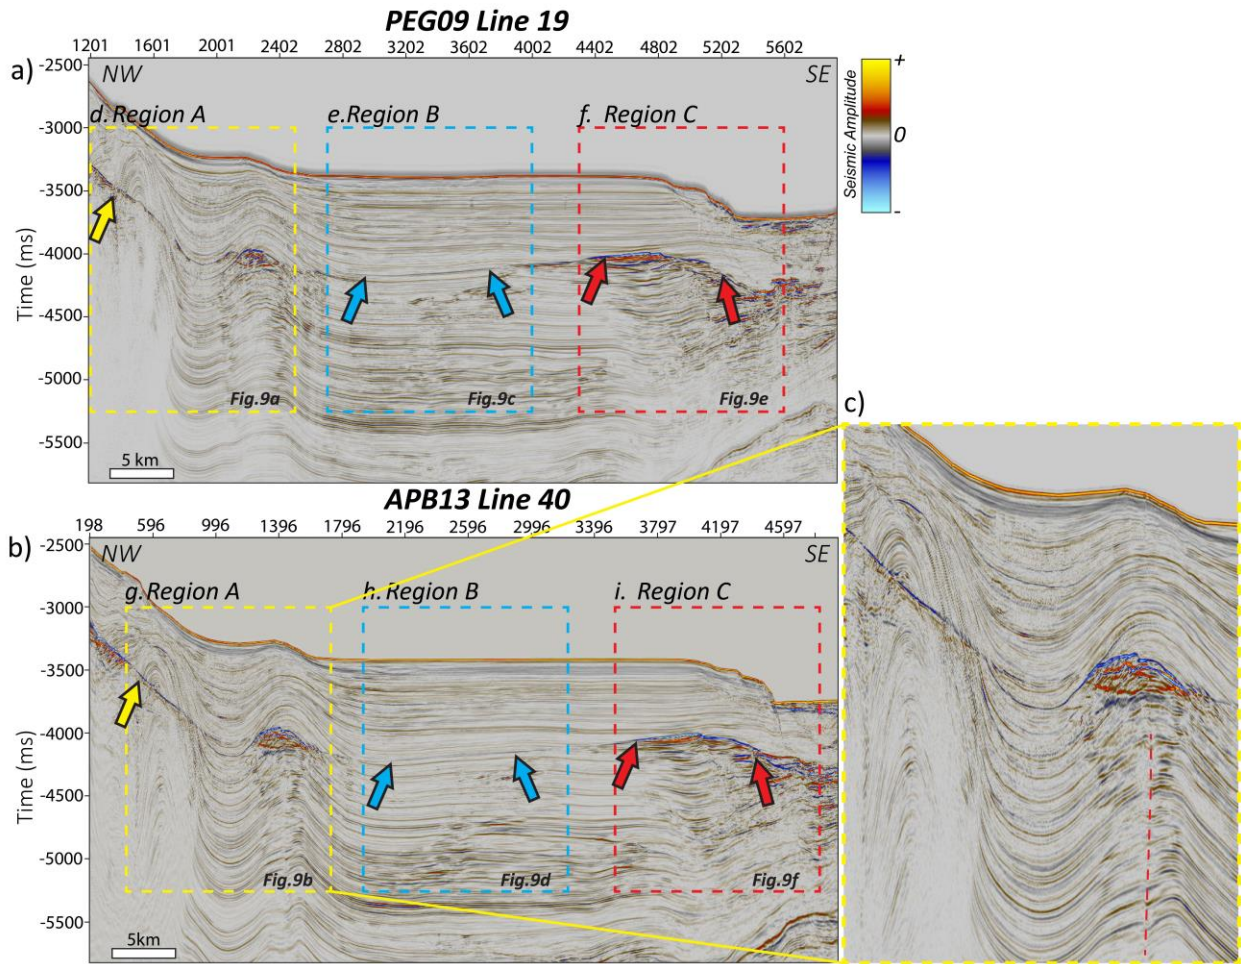 PEG09 Line 19
1201 1601 2001 2402 2802 3202 3602 4002 4402 4802 5202 5602
a)
-2500
NW
SE
+
0
-
Seismic Amplitude
d. Region A
e.Region B
f. Region C
-3000
-3500
-4000
-4500
-5000
-5500
Time (ms)
Fig.9a
Fig.9c
Fig.9e
5 km
APB13 Line 40
198 596 996 1396 1796 2196 2596 2996 3396 3797 4197 4597
b)
-2500
NW
SE
g. Region A
h. Region B
i. Region C
-3000
-3500
-4000
-4500
-5000
-5500
Time (ms)
Fig.9b
Fig.9d
Fig.9f
5km
c)